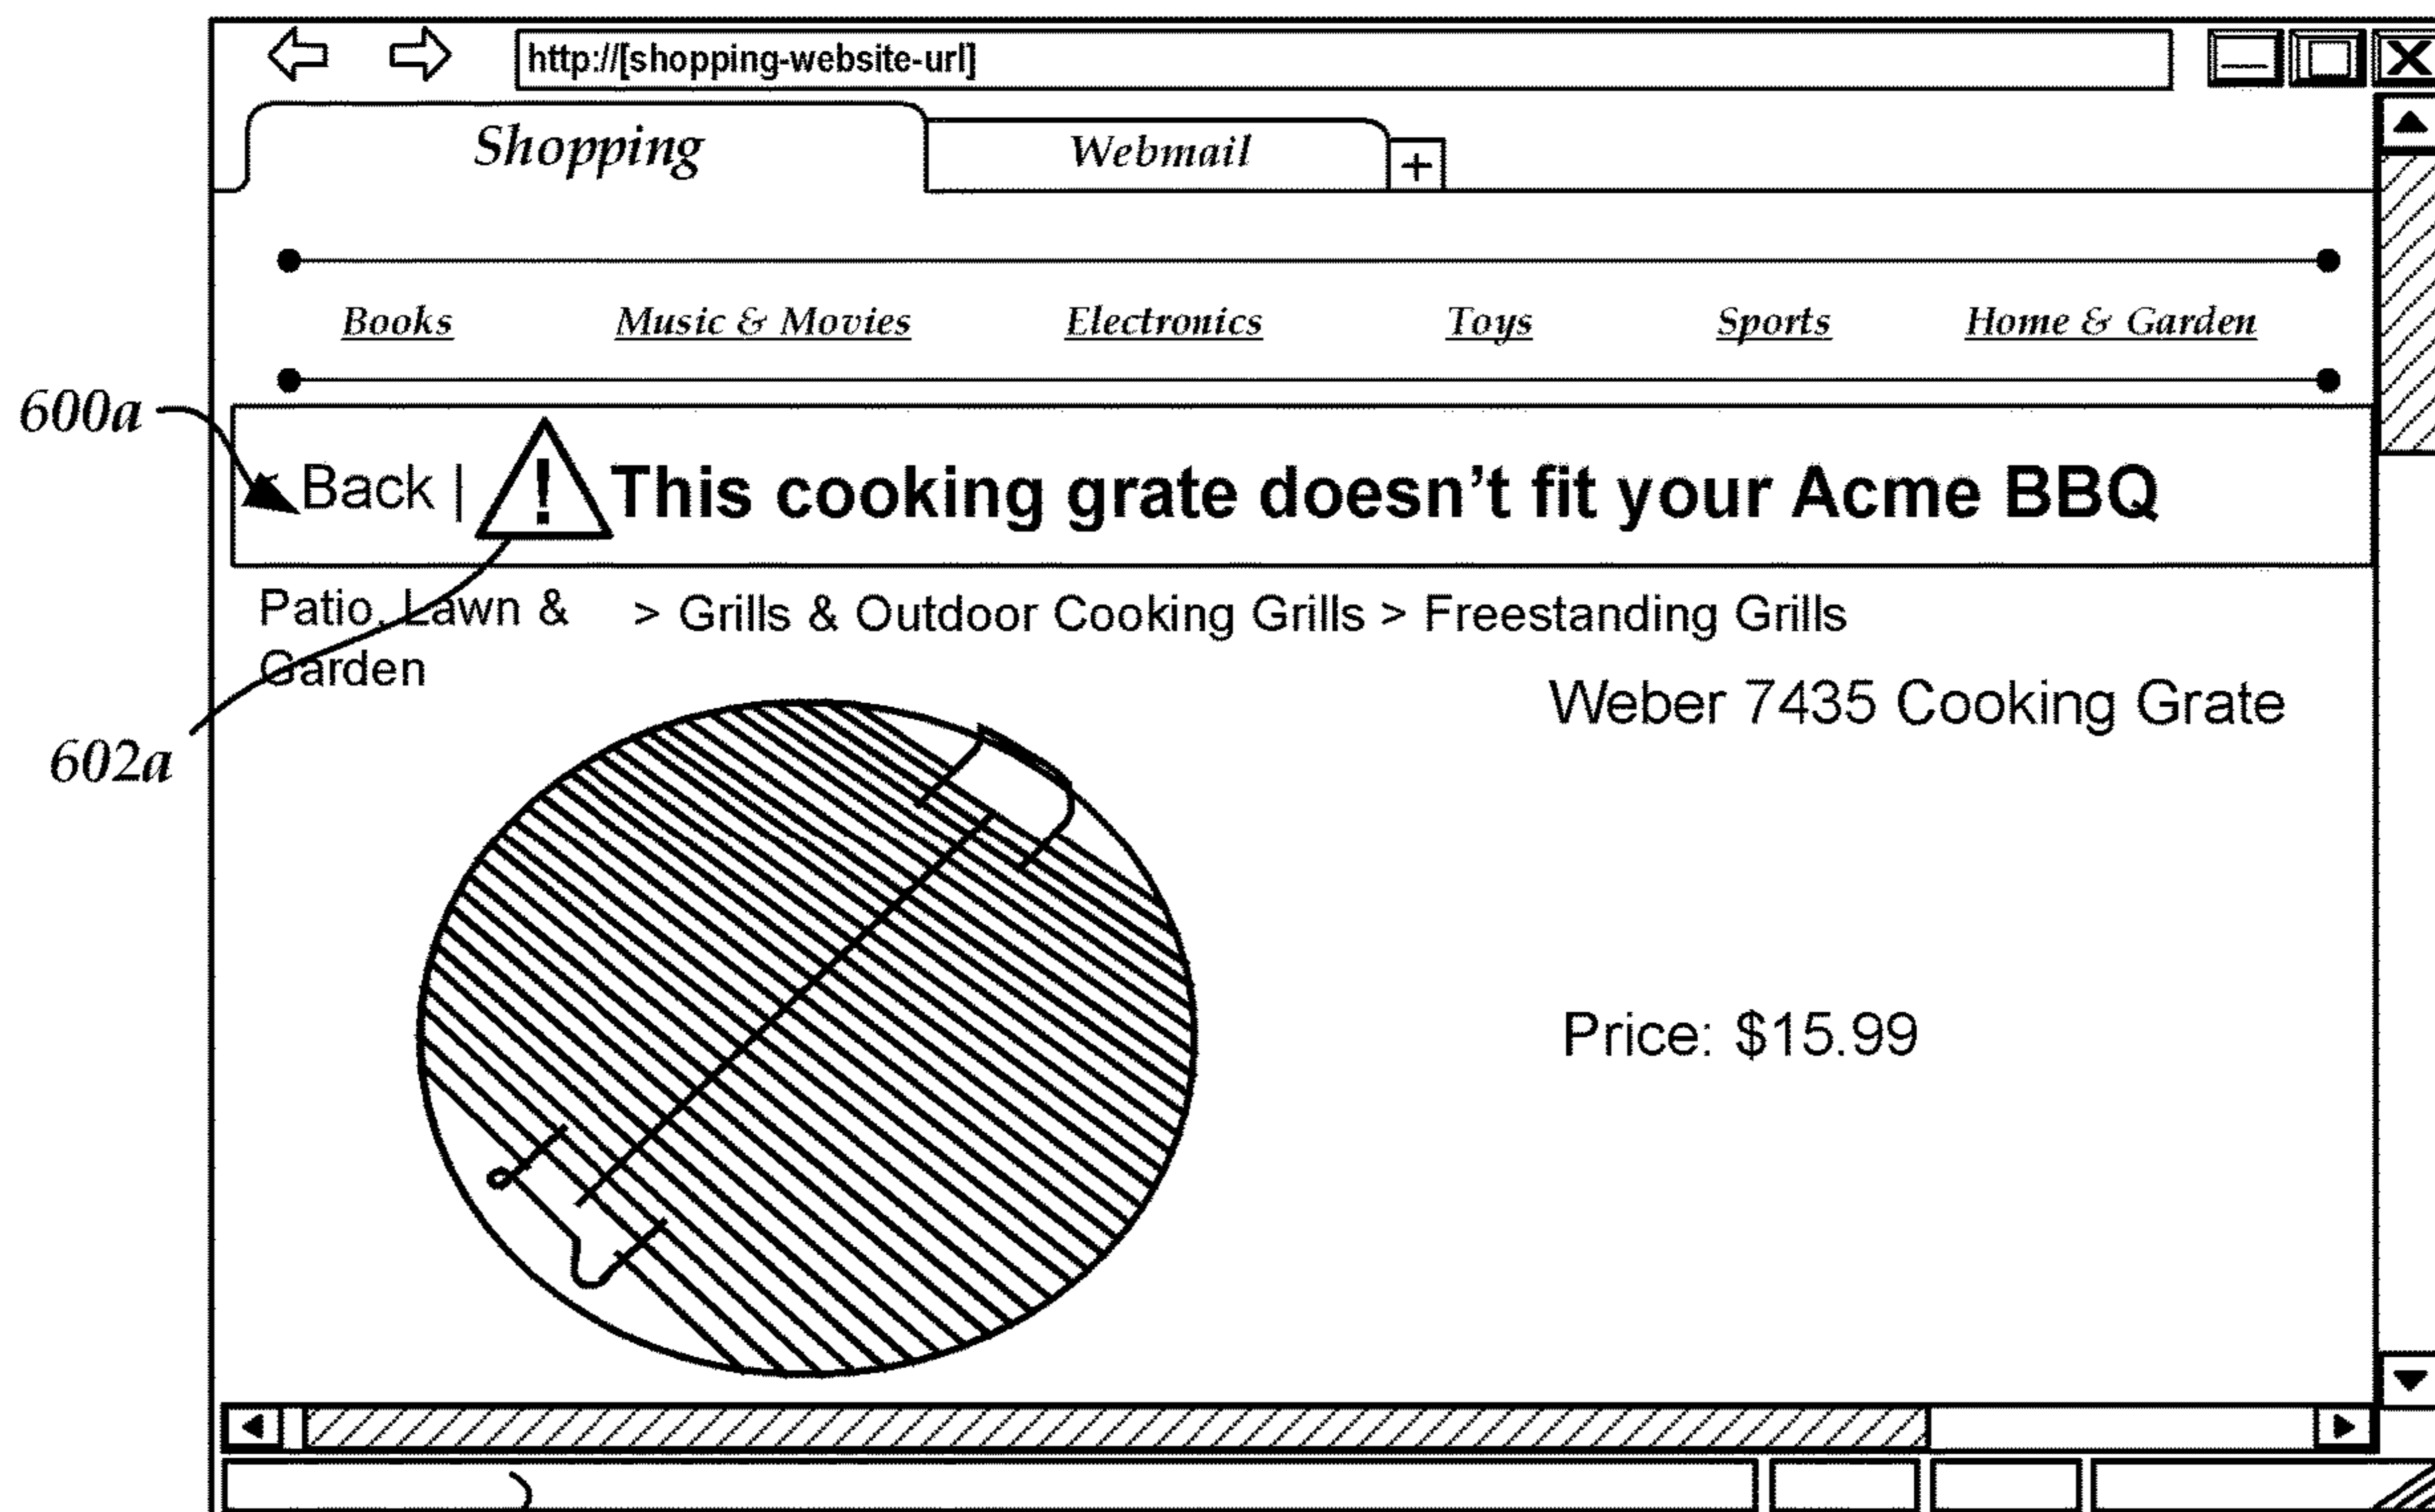 http://[shopping-website-url]
Shopping Webmail +
Books Music & Movies Electronics Toys Sports Home & Garden
600a
Back | ! This cooking grate doesn't fit your Acme BBQ
Patio, Lawn & Garden > Grills & Outdoor Cooking Grills > Freestanding Grills
Weber 7435 Cooking Grate
602a
Price: $15.99